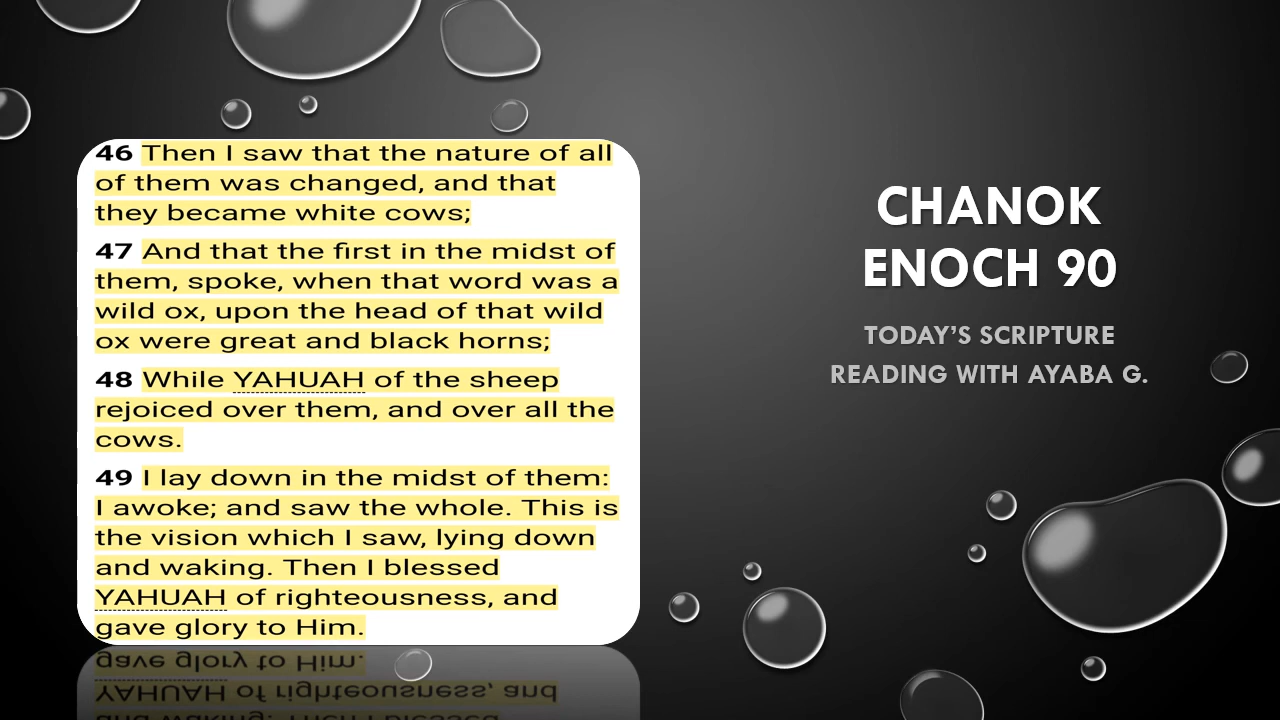 46 Then I saw that the nature of all
of them was changed, and that
they became white cows;
47 And that the first in the midst of
them, spoke, when that word was a
wild ox, upon the head of that wild
ox were great and black horns;
48 While YAHUAH of the sheep
rejoiced over them, and over all the
cows.
49 I lay down in the midst of them:
I awoke; and saw the whole. This is
the vision which I saw, lying down
and waking. Then I blessed
YAHUAH of righteousness, and
gave glory to Him.
CHANOK
ENOCH 90
TODAY’S SCRIPTURE
READING WITH AYABA G.